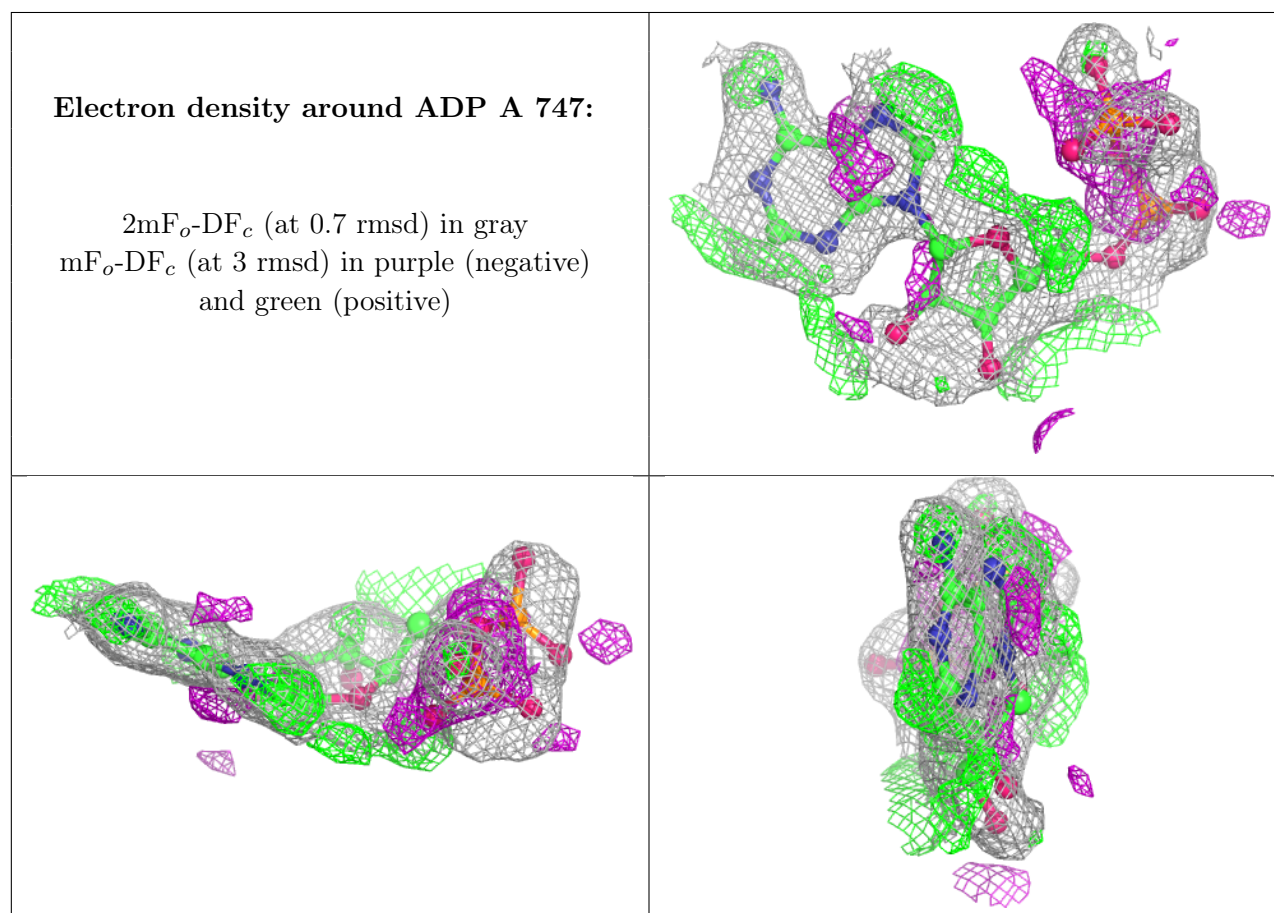 Electron density around ADP A 747:
2mFₒ-DF𝒸 (at 0.7 rmsd) in gray
mFₒ-DF𝒸 (at 3 rmsd) in purple (negative)
and green (positive)